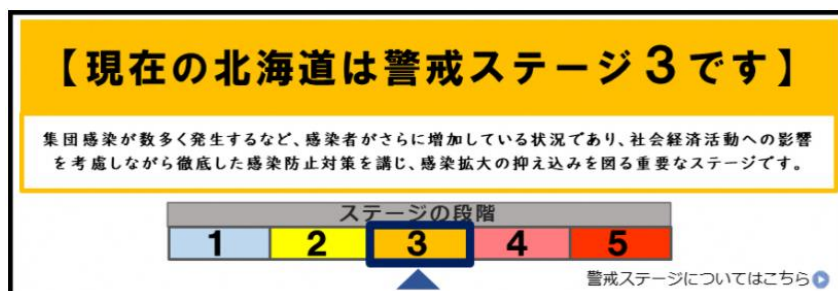 【現在の北海道は警戒ステージ3です】
集団感染が数多く発生するなど、感染者がさらに増加している状況であり、社会経済活動への影響
を考慮しながら徹底した感染防止対策を講じ、感染拡大の抑え込みを図る重要なステージです。
ステージの段階
1 2 3 4 5
警戒ステージについてはこちら